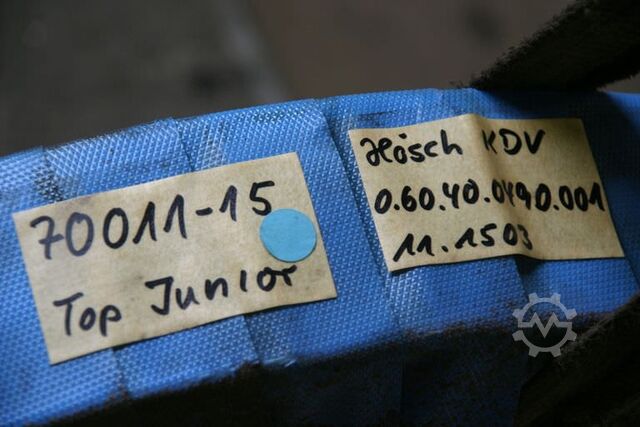 70011-15
Top Junior
Hösch KDV
0.60.40.0490.001
11.1503